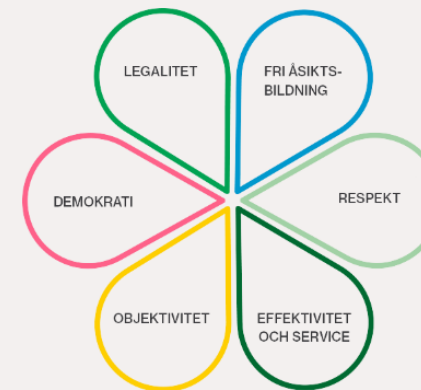 LEGALITET
FRI ÅSIKTS-
BILDNING
DEMOKRATI
RESPEKT
OBJEKTIVITET
EFFEKTIVITET
OCH SERVICE